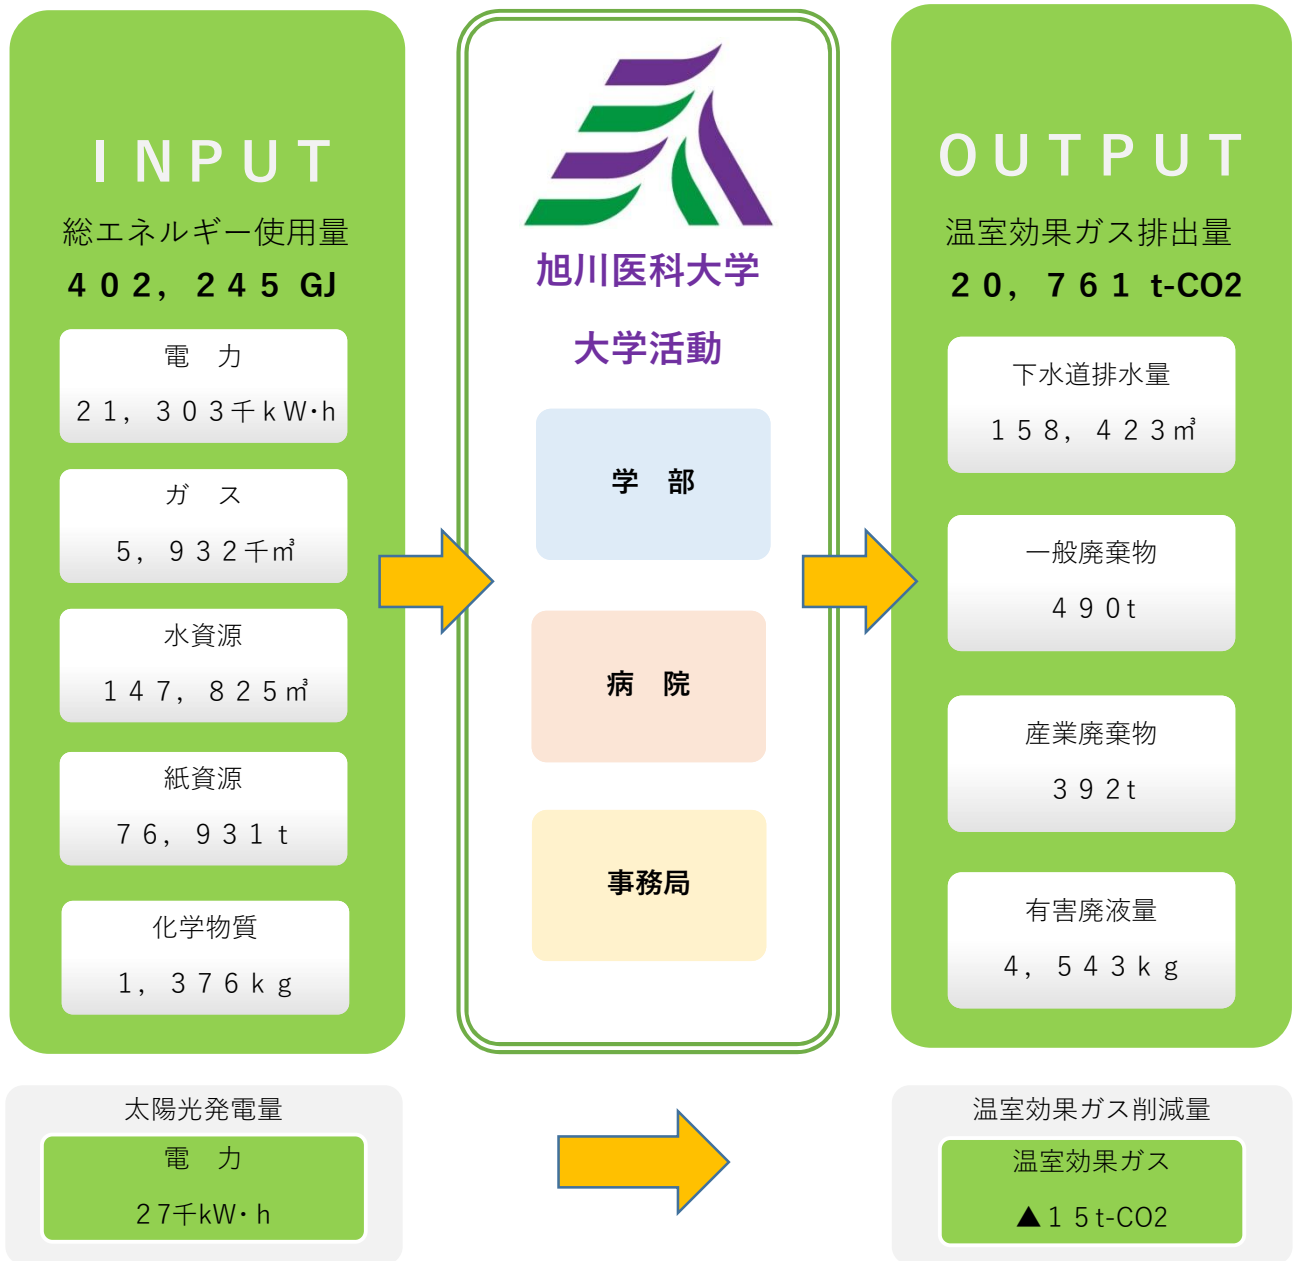 INPUT
総エネルギー使用量
４０２，２４５ GJ
電　力
２１，３０３千ｋＷ・ｈ
ガ　ス
５，９３２千㎥
水資源
１４７，８２５㎥
紙資源
７６，９３１ｔ
化学物質
１，３７６ｋｇ
旭川医科大学
大学活動
学　部
病　院
事務局
OUTPUT
温室効果ガス排出量
２０，７６１ t-CO2
下水道排水量
１５８，４２３㎥
一般廃棄物
４９０ｔ
産業廃棄物
３９２ｔ
有害廃液量
４，５４３ｋｇ
太陽光発電量
電　力
２７千kW・ｈ
温室効果ガス削減量
温室効果ガス
▲１５t-CO2